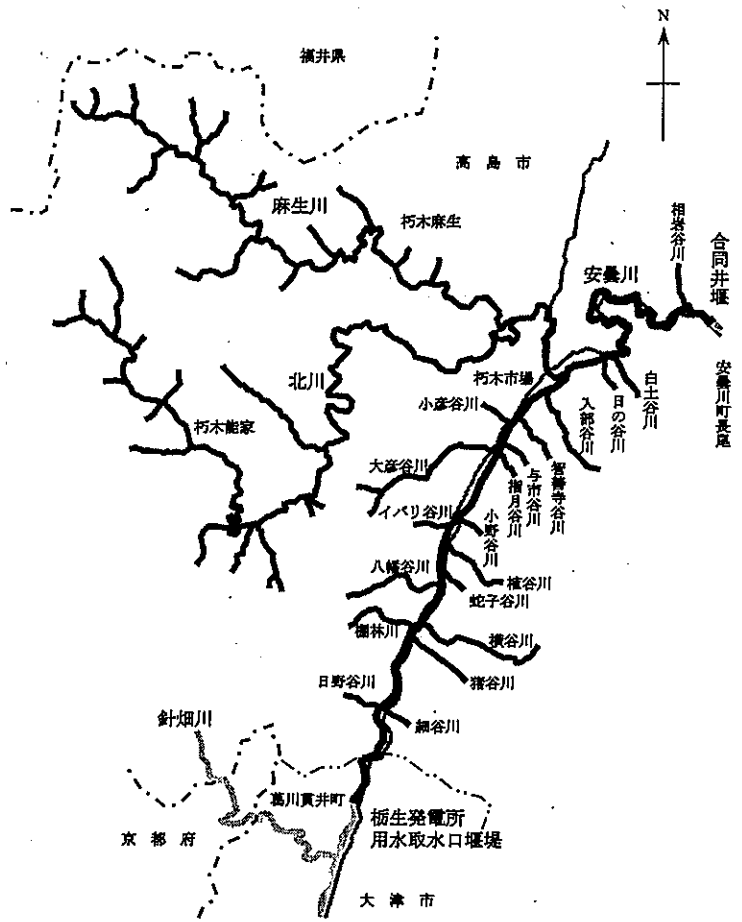 福井県
N
高島市
麻生川
朽木麻生
相岩谷川
合同井堰
安曇川
安曇川町長尾
北川
朽木市場
小彦谷川
白土谷川
日の谷川
入部谷川
朽木能家
大彦谷川
智善寺谷川
与市谷川
指月谷川
イバリ谷川
小野谷川
八幡谷川
植谷川
蛇子谷川
棚林川
横谷川
猪谷川
日野谷川
細谷川
針畑川
葛川貫井町
栃生発電所
用水取水口堰堤
京都府
大津市